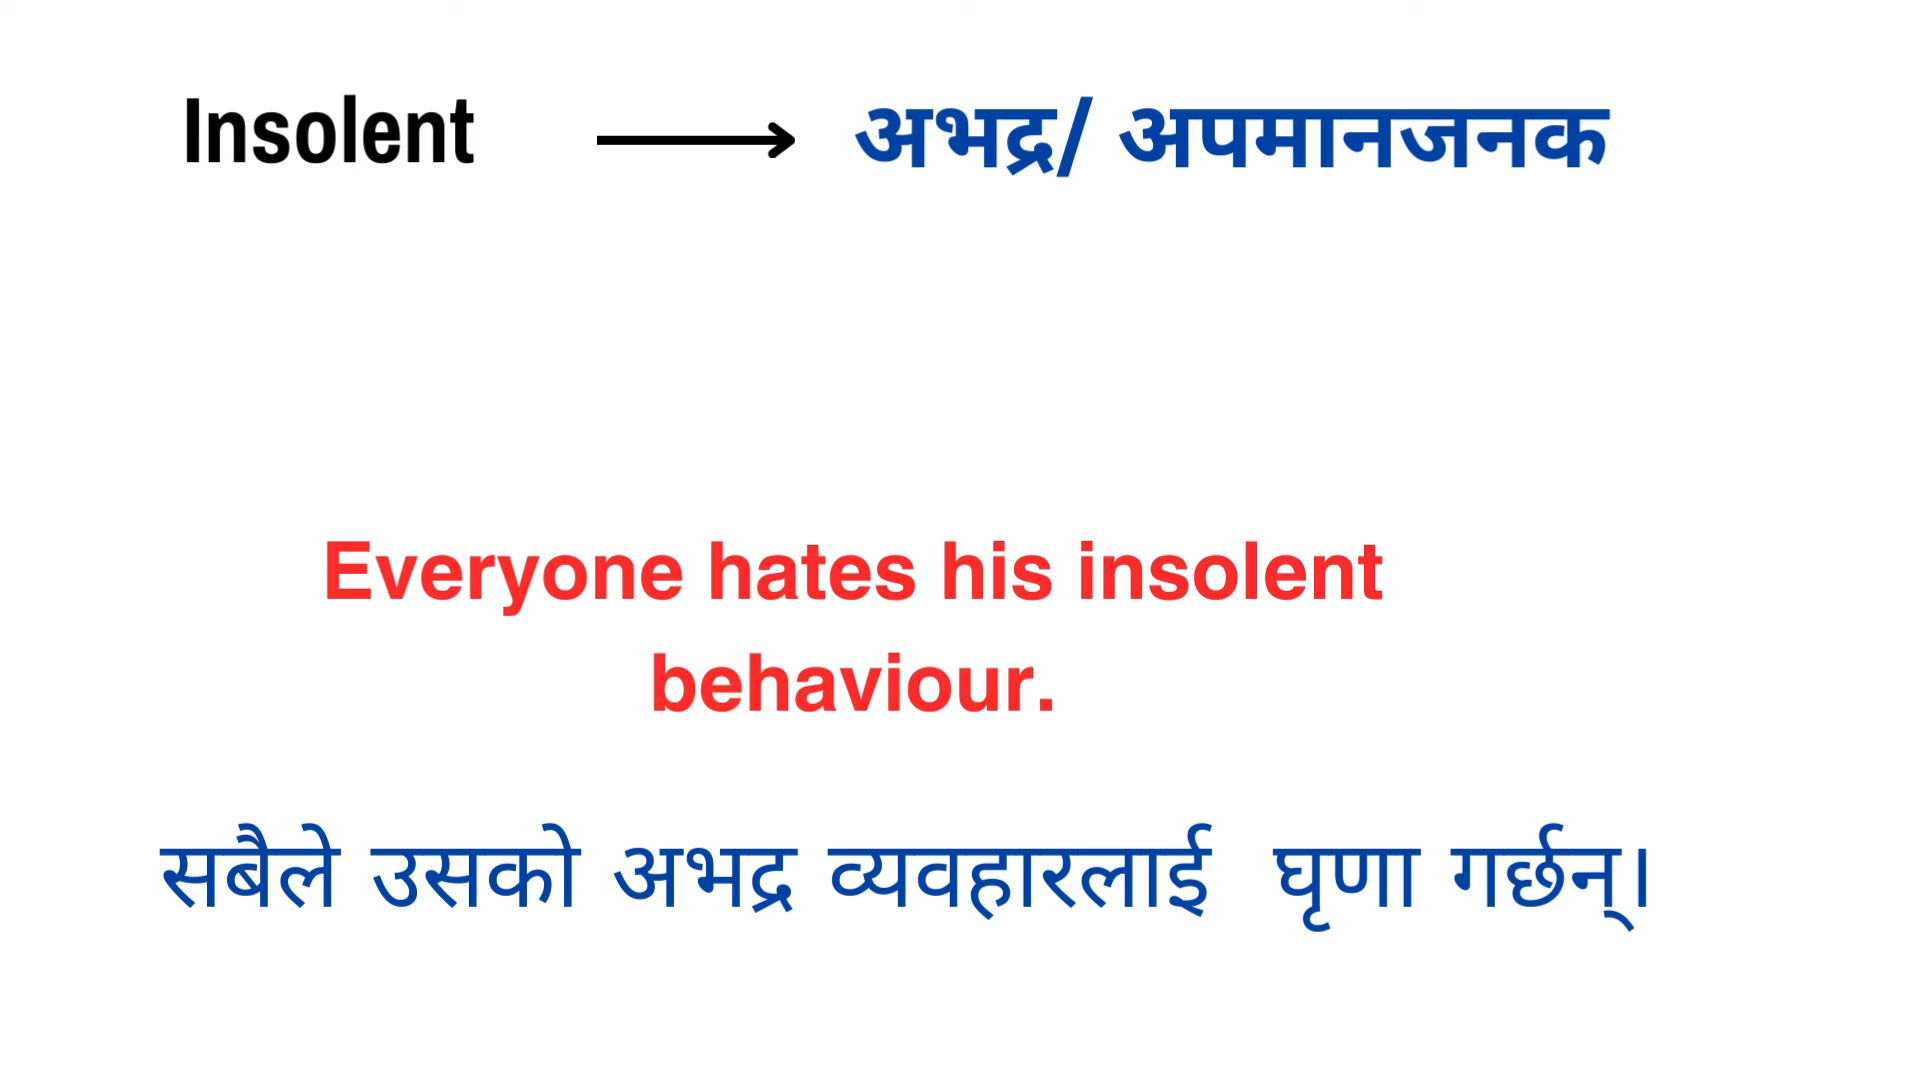 Insolent → अभद्र/ अपमानजनक
Everyone hates his insolent
behaviour.
सबैले उसको अभद्र व्यवहारलाई घृणा गर्छन्।